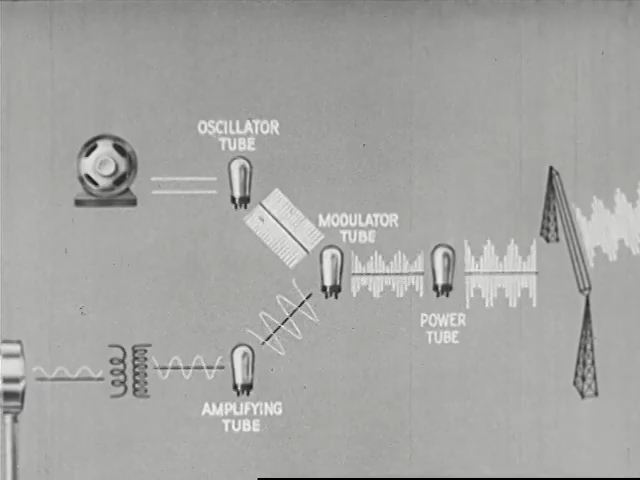 OSCILLATOR
TUBE
MODULATOR
TUBE
POWER
TUBE
AMPLIFYING
TUBE